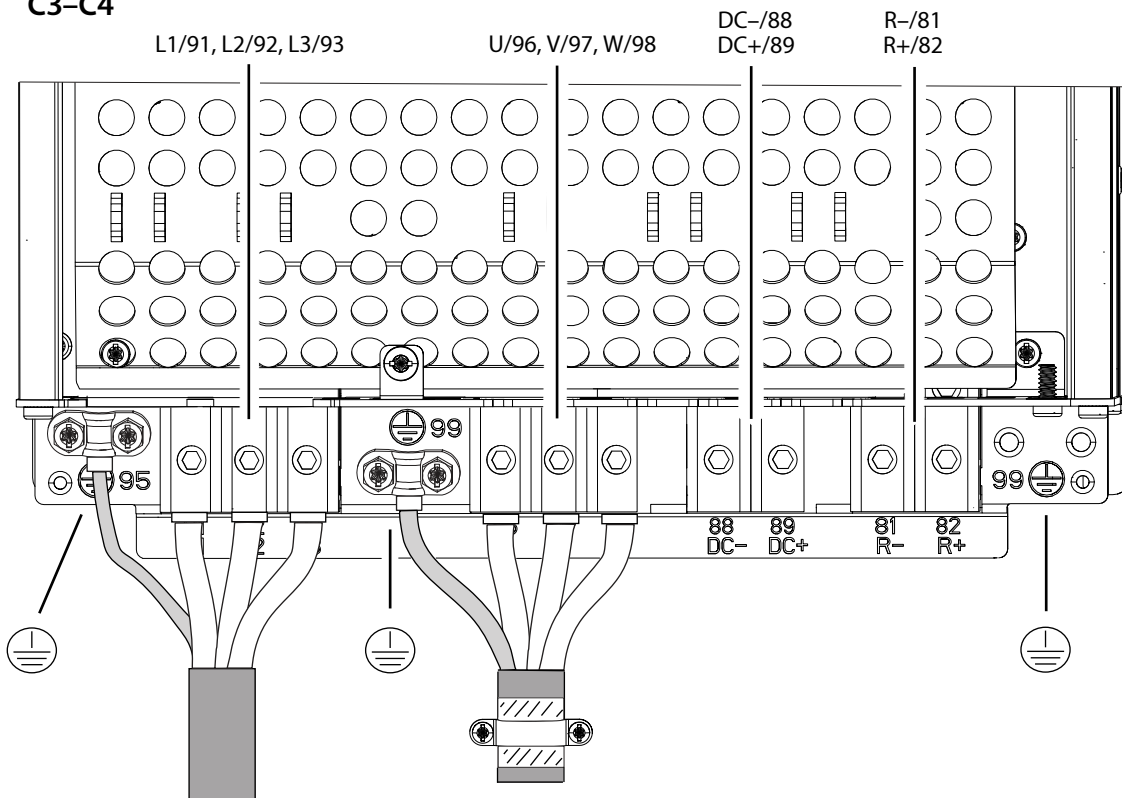 C3–C4
L1/91, L2/92, L3/93
U/96, V/97, W/98
DC–/88
DC+/89
R–/81
R+/82
99
95
99
88
DC-
89
DC+
81
R-
82
R+